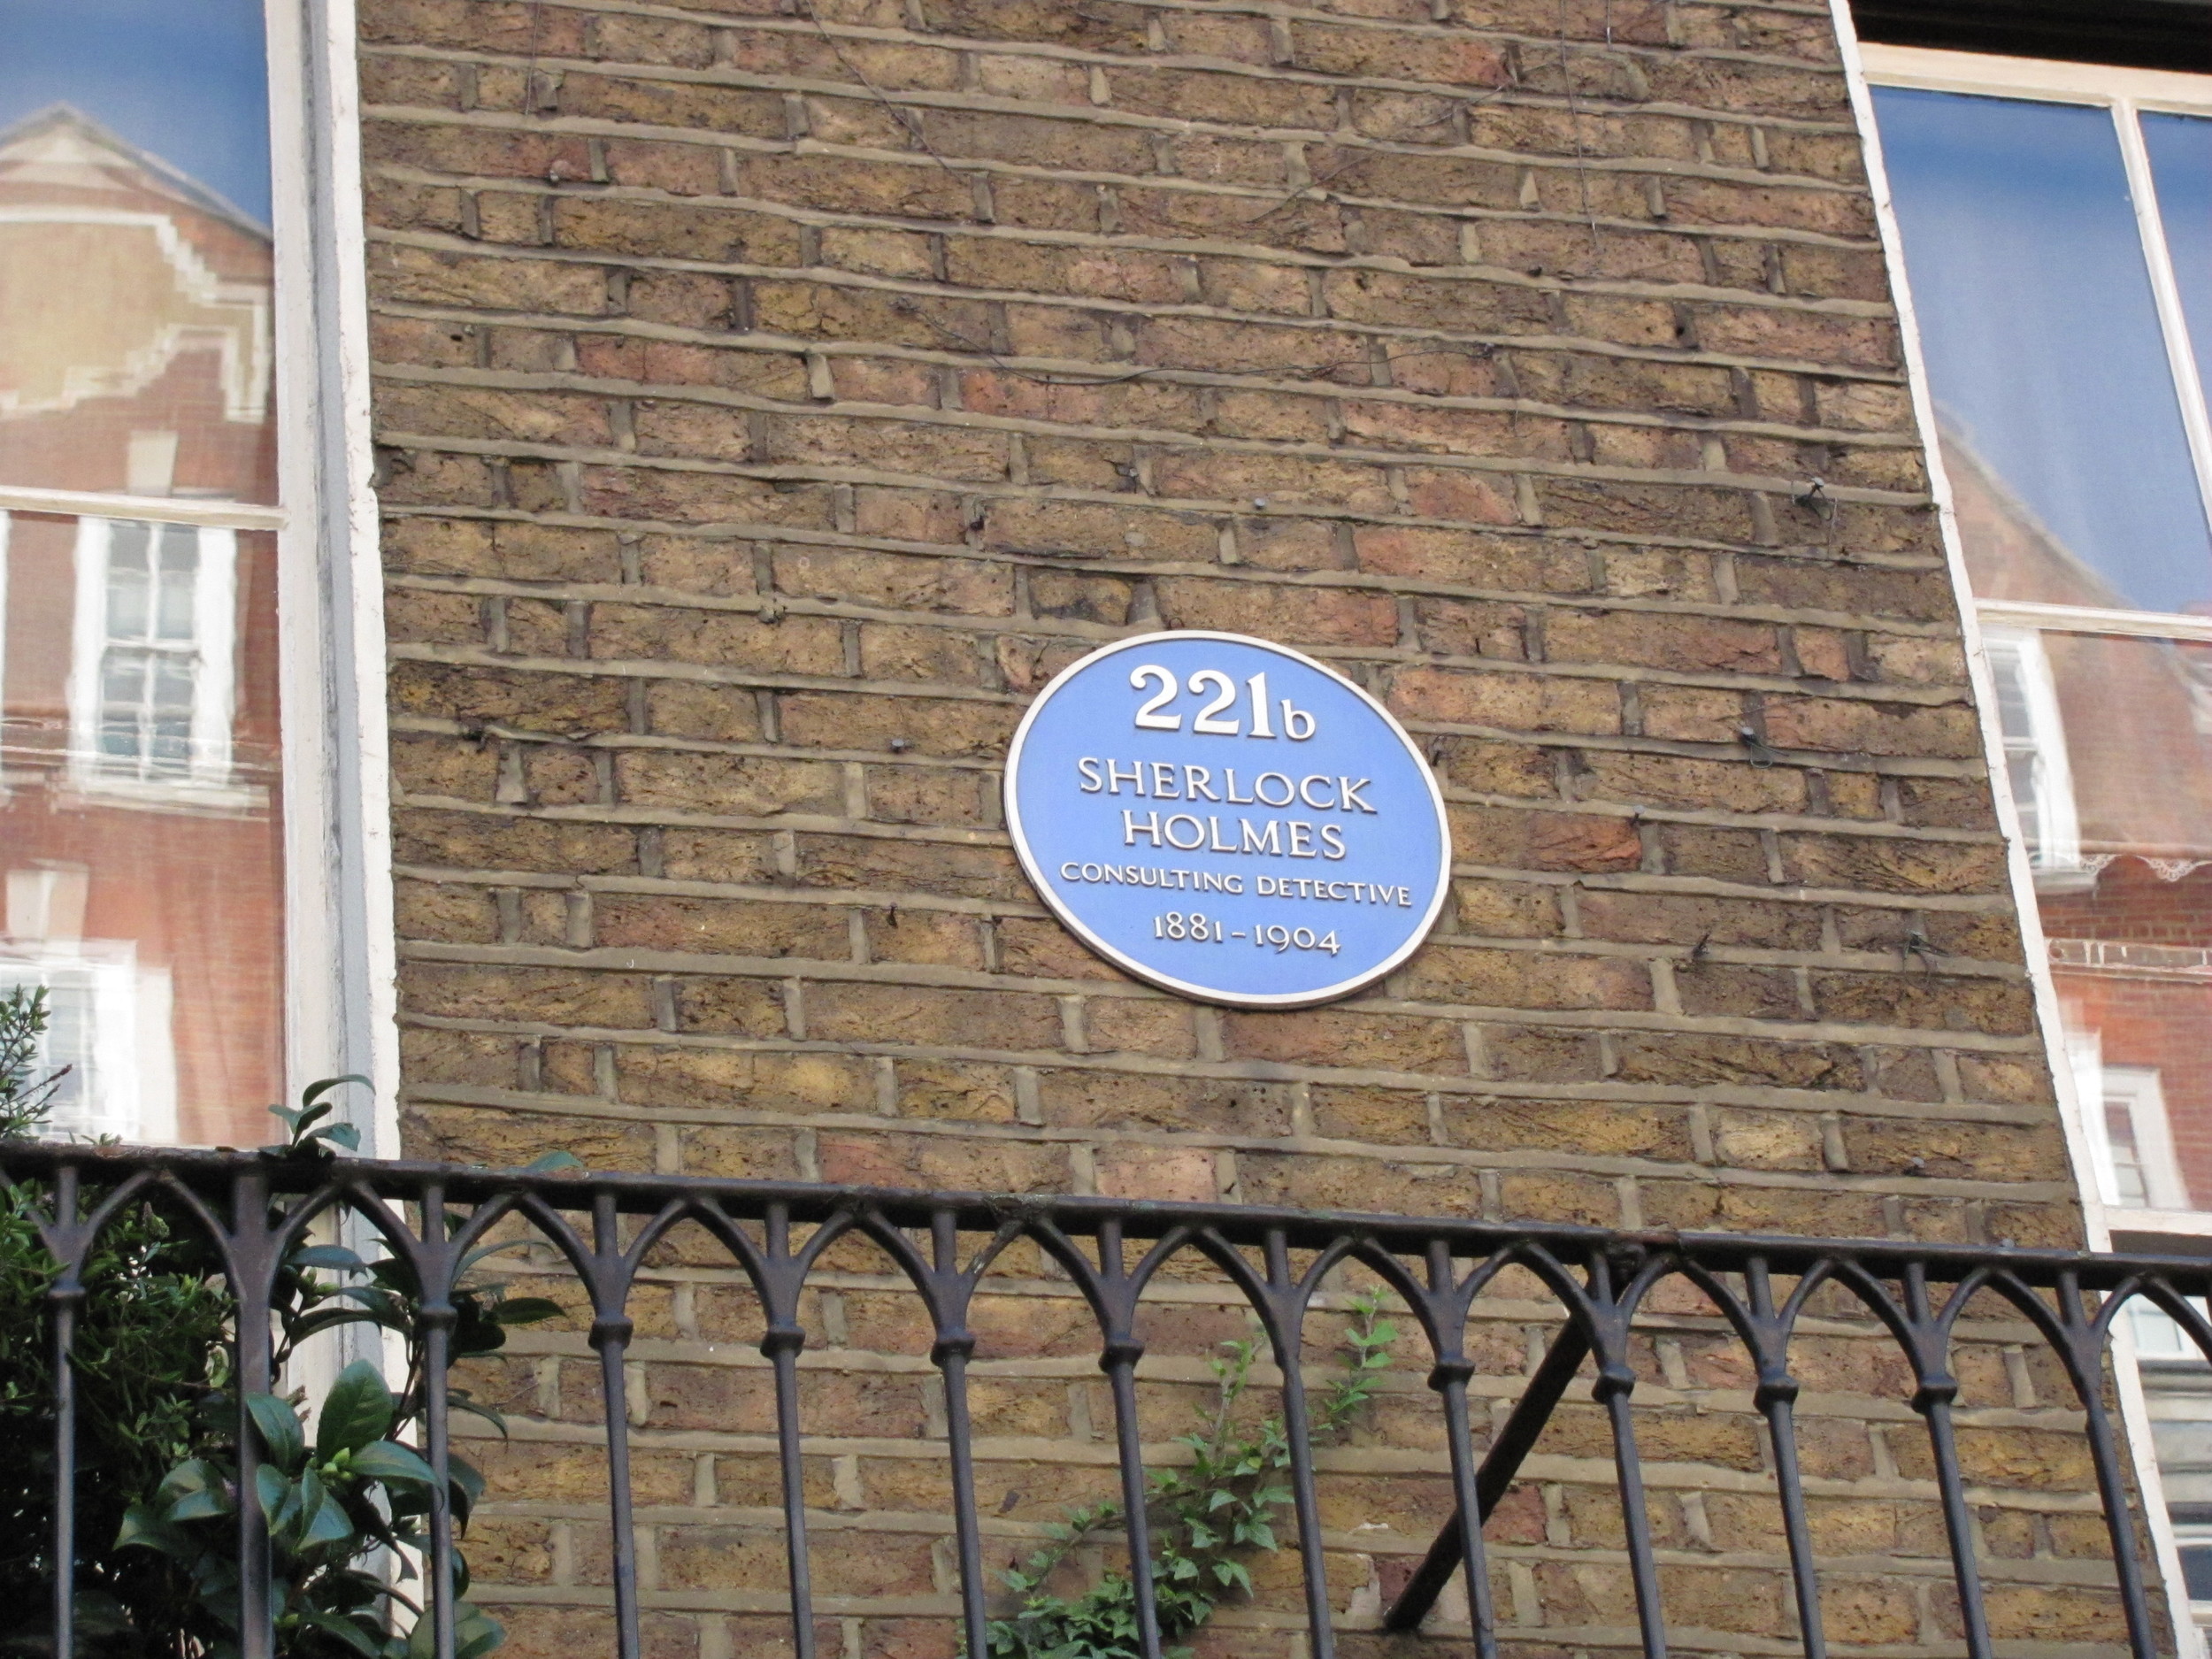 221b
SHERLOCK
HOLMES
CONSULTING DETECTIVE
1881-1904